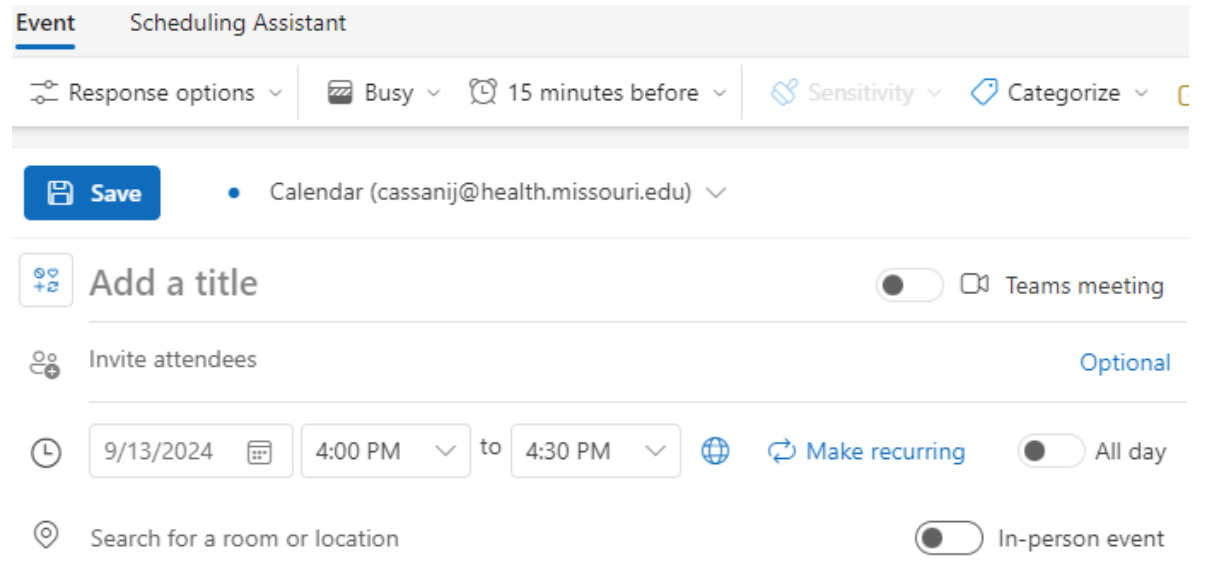 Event Scheduling Assistant
Response options Busy 15 minutes before Sensitivity Categorize
Save Calendar (cassanij@health.missouri.edu)
Add a title Teams meeting
Invite attendees Optional
9/13/2024 4:00 PM to 4:30 PM Make recurring All day
Search for a room or location In-person event